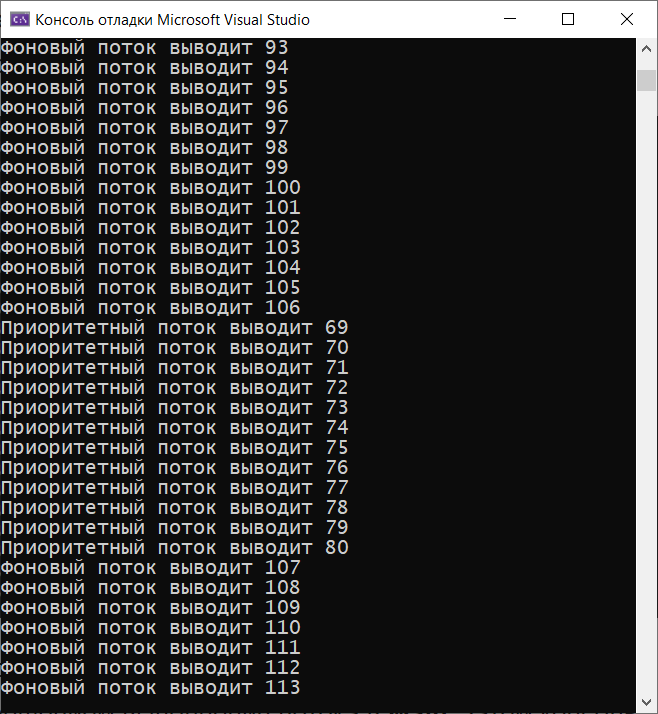 Консоль отладки Microsoft Visual Studio
Фоновый поток выводит 93
Фоновый поток выводит 94
Фоновый поток выводит 95
Фоновый поток выводит 96
Фоновый поток выводит 97
Фоновый поток выводит 98
Фоновый поток выводит 99
Фоновый поток выводит 100
Фоновый поток выводит 101
Фоновый поток выводит 102
Фоновый поток выводит 103
Фоновый поток выводит 104
Фоновый поток выводит 105
Фоновый поток выводит 106
Приоритетный поток выводит 69
Приоритетный поток выводит 70
Приоритетный поток выводит 71
Приоритетный поток выводит 72
Приоритетный поток выводит 73
Приоритетный поток выводит 74
Приоритетный поток выводит 75
Приоритетный поток выводит 76
Приоритетный поток выводит 77
Приоритетный поток выводит 78
Приоритетный поток выводит 79
Приоритетный поток выводит 80
Фоновый поток выводит 107
Фоновый поток выводит 108
Фоновый поток выводит 109
Фоновый поток выводит 110
Фоновый поток выводит 111
Фоновый поток выводит 112
Фоновый поток выводит 113